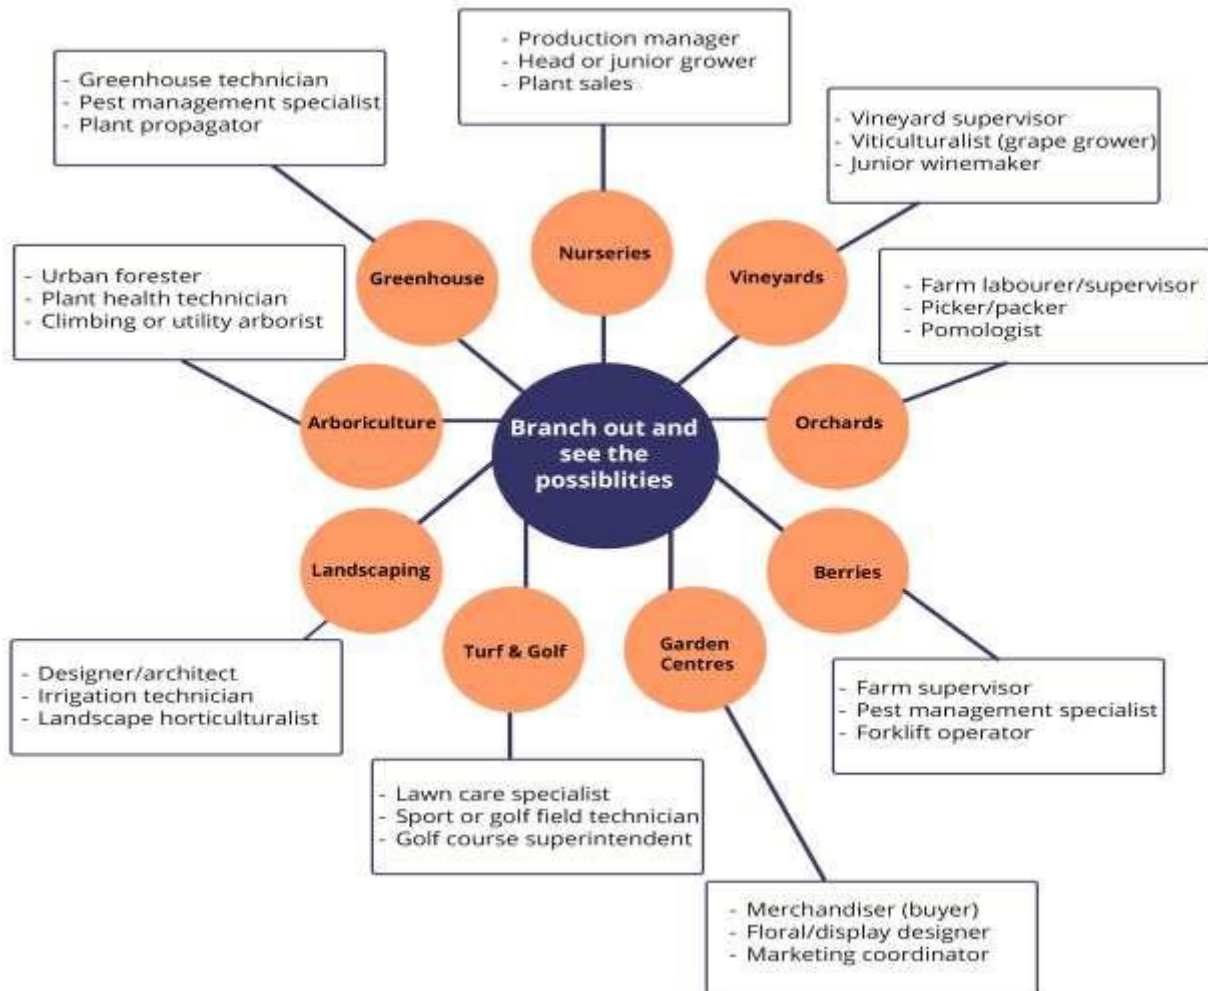 - Production manager
- Head or junior grower
- Plant sales
- Greenhouse technician
- Pest management specialist
- Plant propagator
- Vineyard supervisor
- Viticulturalist (grape grower)
- Junior winemaker
Nurseries
Greenhouse
Vineyards
- Urban forester
- Plant health technician
- Climbing or utility arborist
- Farm labourer/supervisor
- Picker/packer
- Pomologist
Arboriculture
Branch out and
see the
possiblities
Orchards
Landscaping
Berries
Turf & Golf
Garden
Centres
- Designer/architect
- Irrigation technician
- Landscape horticulturalist
- Farm supervisor
- Pest management specialist
- Forklift operator
- Lawn care specialist
- Sport or golf field technician
- Golf course superintendent
- Merchandiser (buyer)
- Floral/display designer
- Marketing coordinator